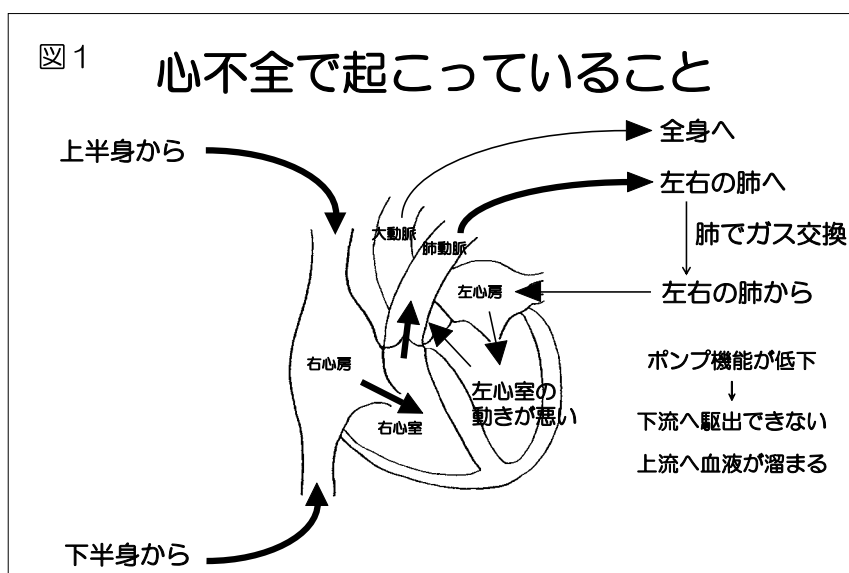 図1
心不全で起こっていること
上半身から
全身へ
左右の肺へ
大動脈
肺動脈
肺でガス交換
左心房
左右の肺から
右心房
ポンプ機能が低下
↓
左心室の
動きが悪い
右心室
下流へ駆出できない
上流へ血液が溜まる
下半身から